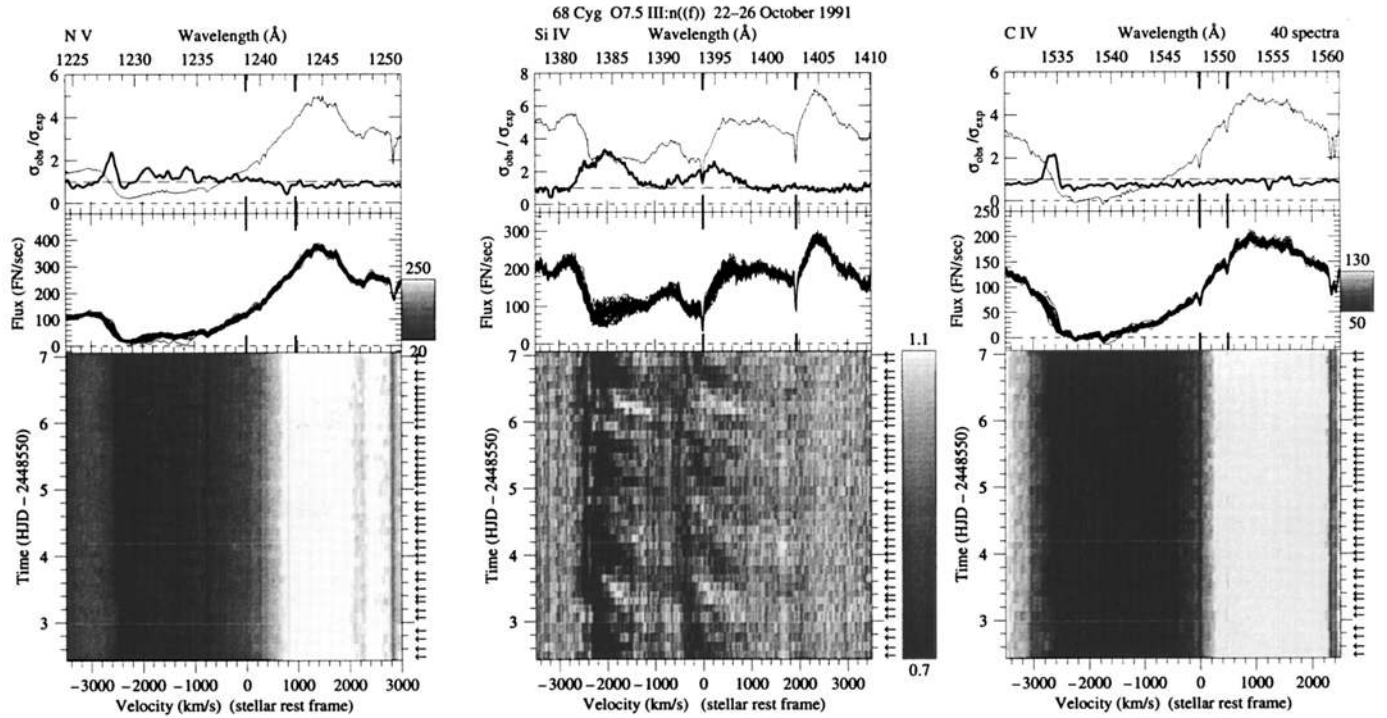 68 Cyg O7.5 III:n((f)) 22–26 October 1991
N V Wavelength (Å)
1225 1230 1235 1240 1245 1250
σobs /σexp
6
4
2
0
Flux (FN/sec)
400
300
200
100
0
250
20
Time (HJD - 2448550)
7
6
5
4
3
-3000 -2000 -1000 0 1000 2000 3000
Velocity (km/s) (stellar rest frame)
Si IV Wavelength (Å)
1380 1385 1390 1395 1400 1405 1410
σobs /σexp
8
6
4
2
0
Flux (FN/sec)
300
200
100
0
1.1
0.7
Time (HJD - 2448550)
7
6
5
4
3
-3000 -2000 -1000 0 1000 2000 3000
Velocity (km/s) (stellar rest frame)
C IV Wavelength (Å) 40 spectra
1535 1540 1545 1550 1555 1560
σobs /σexp
6
4
2
0
Flux (FN/sec)
250
200
150
100
50
0
130
50
Time (HJD - 2448550)
7
6
5
4
3
-3000 -2000 -1000 0 1000 2000
Velocity (km/s) (stellar rest frame)